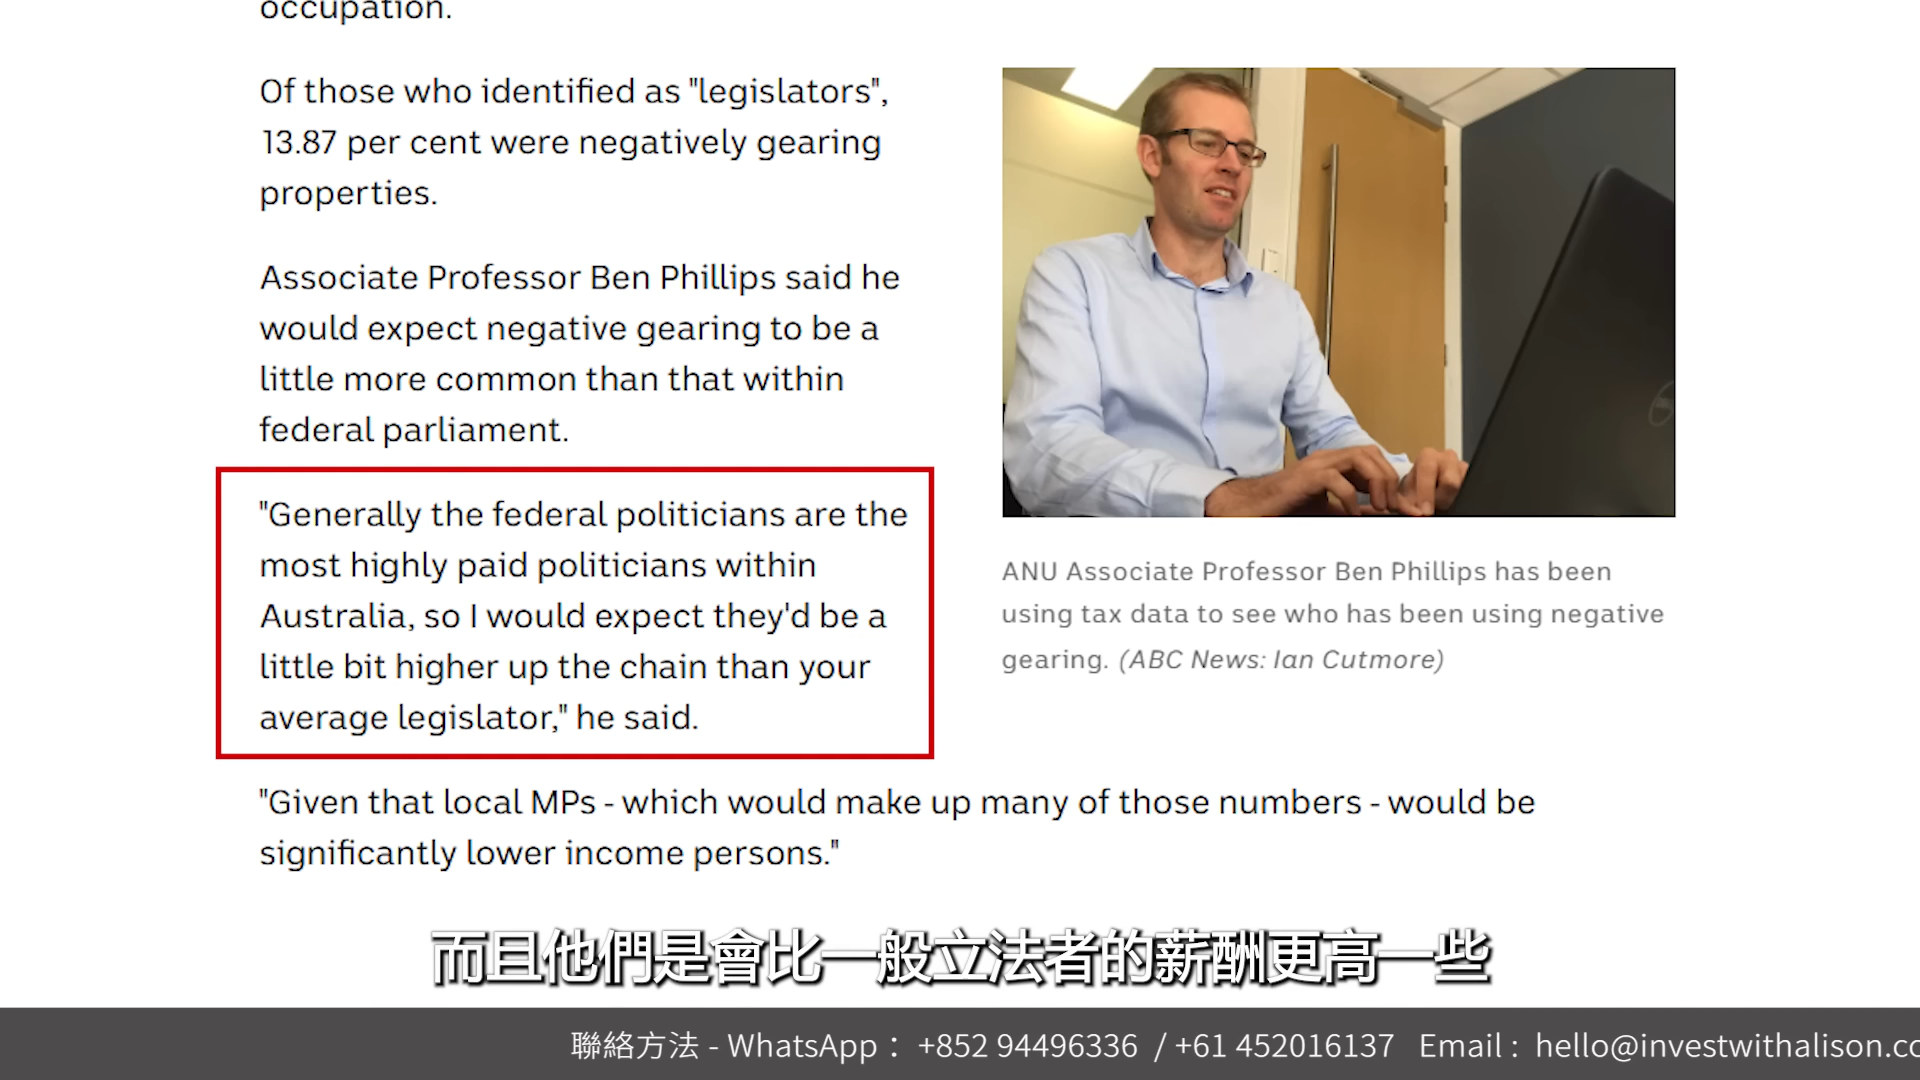 occupation.
Of those who identified as "legislators",
13.87 per cent were negatively gearing
properties.
Associate Professor Ben Phillips said he
would expect negative gearing to be a
little more common than that within
federal parliament.
"Generally the federal politicians are the
most highly paid politicians within
Australia, so I would expect they'd be a
little bit higher up the chain than your
average legislator," he said.
ANU Associate Professor Ben Phillips has been
using tax data to see who has been using negative
gearing. (ABC News: Ian Cutmore)
"Given that local MPs - which would make up many of those numbers - would be
significantly lower income persons."
而且他們是會比一般立法者的薪酬更高一些
聯絡方法 - WhatsApp： +852 94496336 / +61 452016137 Email : hello@investwithalison.co